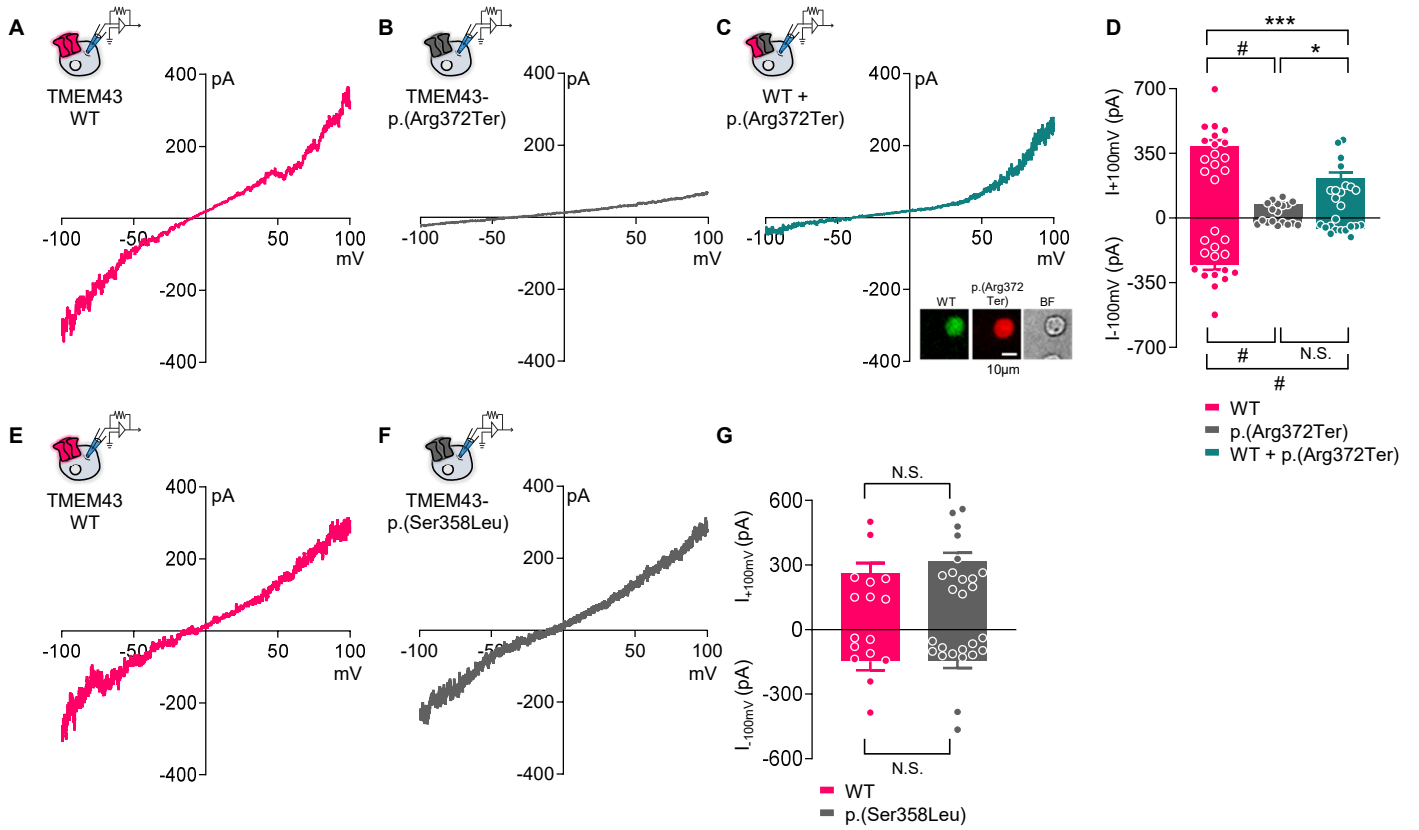 A
TMEM43
WT
400
pA
200
-100
-50
50
100
mV
-200
-400
B
TMEM43-
p.(Arg372Ter)
400
pA
200
-100
-50
50
100
mV
-200
-400
C
WT +
p.(Arg372Ter)
400
pA
200
-100
-50
50
100
mV
-200
-400
WT
p.(Arg372
Ter)
BF
10µm
D
***
#
*
700
350
0
-350
-700
I+100mV (pA)
I-100mV (pA)
#
N.S.
#
WT
p.(Arg372Ter)
WT + p.(Arg372Ter)
E
TMEM43
WT
400
pA
200
-100
-50
50
100
mV
-200
-400
F
TMEM43-
p.(Ser358Leu)
400
pA
200
-100
-50
50
100
mV
-200
-400
G
N.S.
600
300
0
-300
-600
I+100mV (pA)
I-100mV (pA)
N.S.
WT
p.(Ser358Leu)